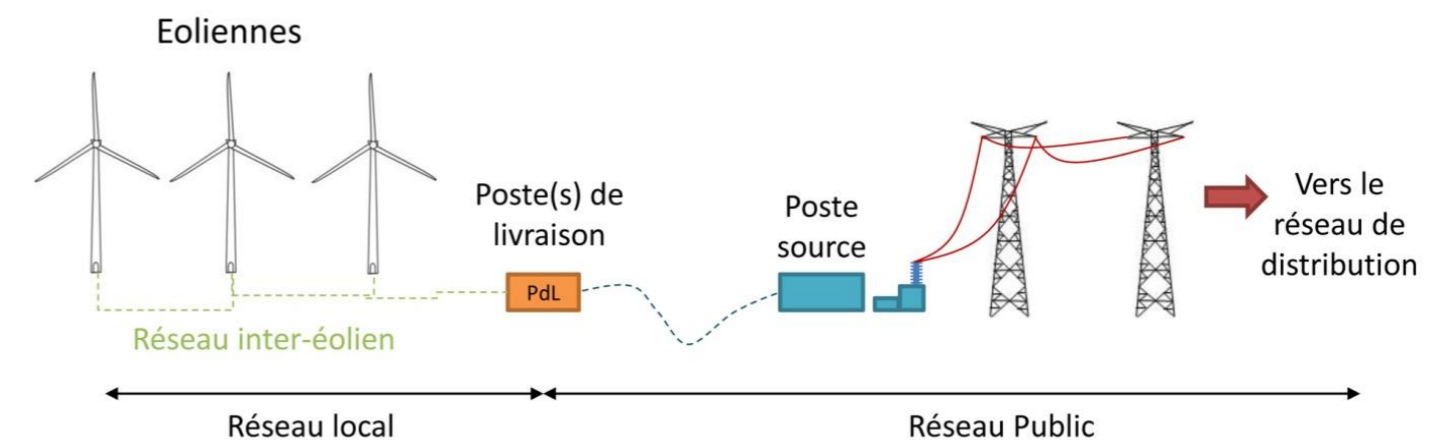 Eoliennes
Poste(s) de
livraison
PdL
Poste
source
Vers le
réseau de
distribution
Réseau inter-éolien
Réseau local
Réseau Public